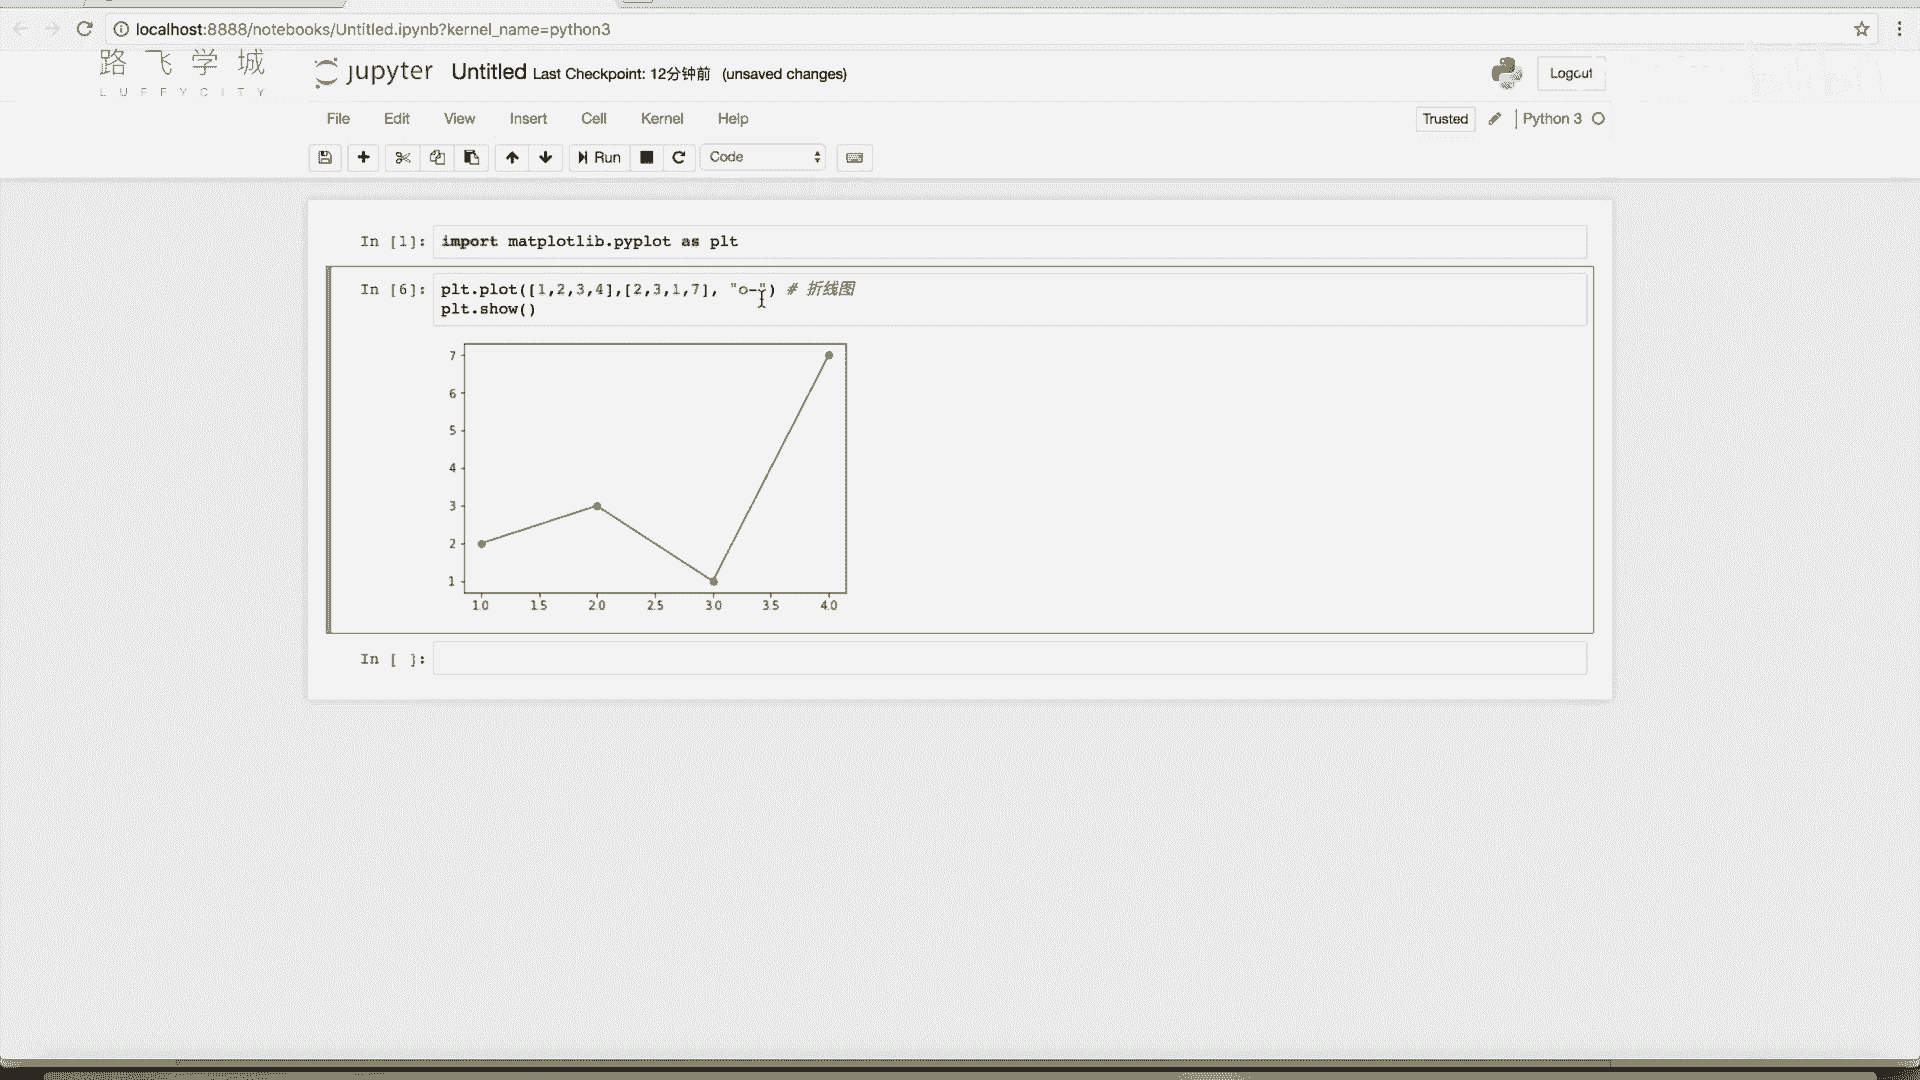 localhost:8888/notebooks/Untitled.ipynb?kernel_name=python3
路飞学城
LUFFYCITY
jupyter Untitled Last Checkpoint: 12分钟前 (unsaved changes)
Logout
File Edit View Insert Cell Kernel Help
Trusted Python 3
Run Code
In [1]: import matplotlib.pyplot as plt
In [6]: plt.plot([1,2,3,4],[2,3,1,7], "o-") # 折线图
plt.show()
7
6
5
4
3
2
1
1.0 1.5 2.0 2.5 3.0 3.5 4.0
In [ ]: